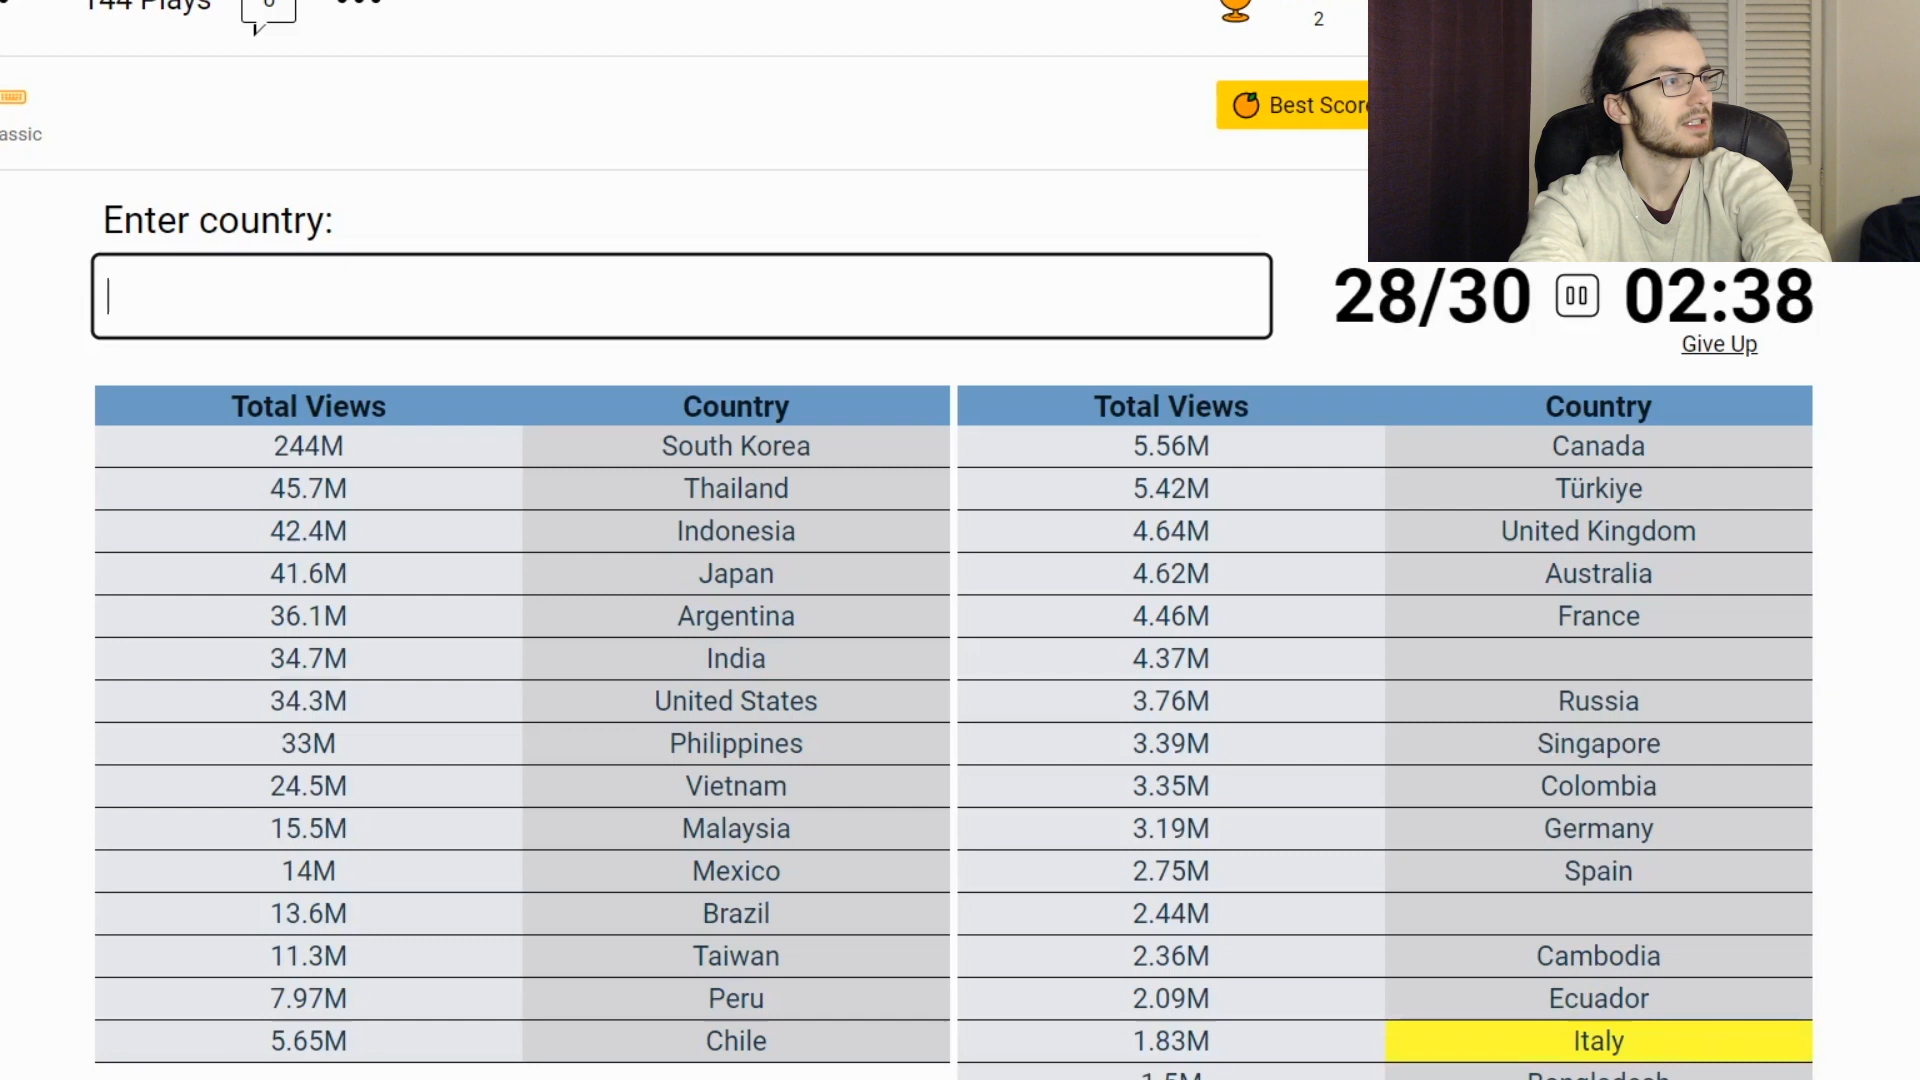 144 Plays
0
2
assic
Best Score
Enter country:
28/30 02:38
Give Up
Total Views Country Total Views Country
244M South Korea 5.56M Canada
45.7M Thailand 5.42M Türkiye
42.4M Indonesia 4.64M United Kingdom
41.6M Japan 4.62M Australia
36.1M Argentina 4.46M France
34.7M India 4.37M
34.3M United States 3.76M Russia
33M Philippines 3.39M Singapore
24.5M Vietnam 3.35M Colombia
15.5M Malaysia 3.19M Germany
14M Mexico 2.75M Spain
13.6M Brazil 2.44M
11.3M Taiwan 2.36M Cambodia
7.97M Peru 2.09M Ecuador
5.65M Chile 1.83M Italy
1.5M Bangladesh